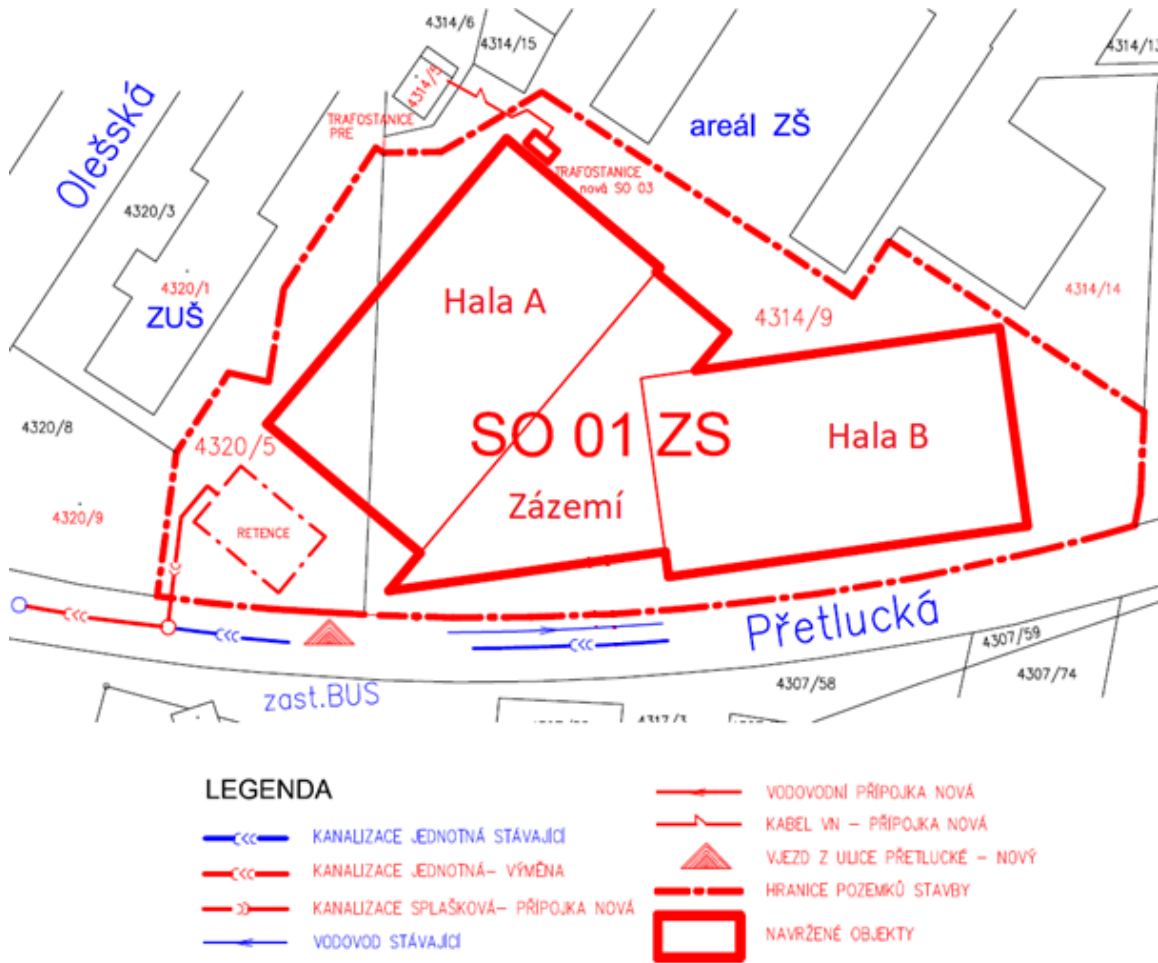 4314/6
4314/15
4314/13
4314/5
Olešská
TRAFOSTANICE
PRE
areál ZŠ
TRAFOSTANICE
nová SO 03
4320/3
4320/1
ZUŠ
Hala A
4314/9
4314/14
4320/8
4320/5
SO 01 ZS
Hala B
Zázemí
4320/9
RETENCE
Přetlucká
4307/59
4307/74
4307/58
zast.BUS
4317/3
LEGENDA
KANALIZACE JEDNOTNÁ STÁVAJÍCÍ
KANALIZACE JEDNOTNÁ– VÝMĚNA
KANALIZACE SPLAŠKOVÁ– PŘÍPOJKA NOVÁ
VODOVOD STÁVAJÍCÍ
VODOVODNÍ PŘÍPOJKA NOVÁ
KABEL VN – PŘÍPOJKA NOVÁ
VJEZD Z ULICE PŘETLUCKÉ – NOVÝ
HRANICE POZEMKŮ STAVBY
NAVRŽENÉ OBJEKTY